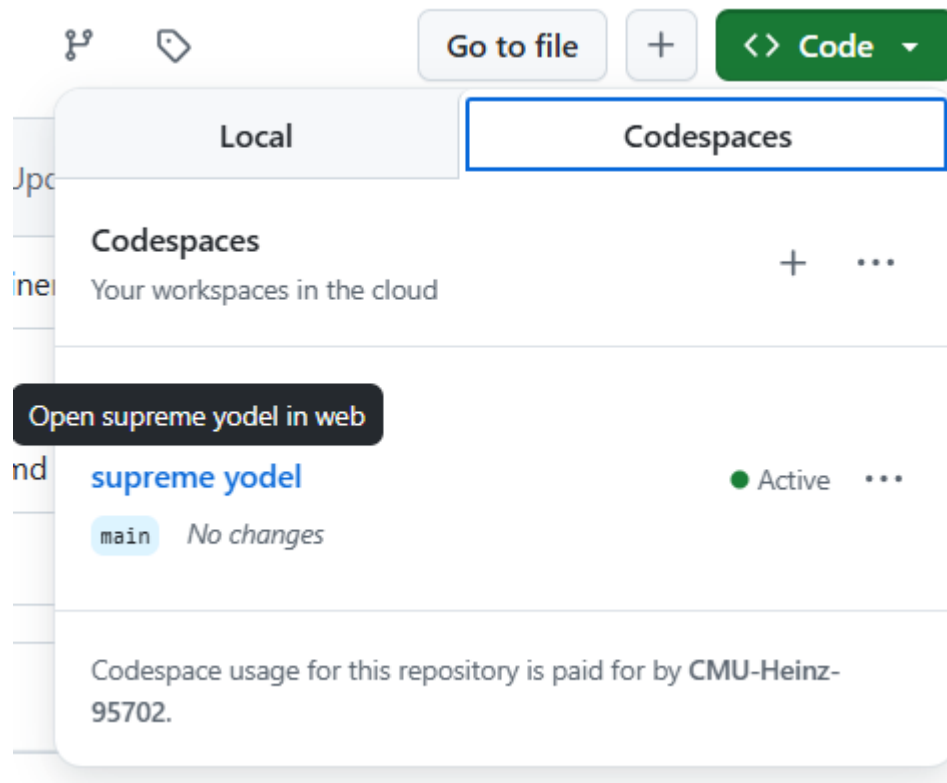 Go to file
Code
Local
Codespaces
Codespaces
Your workspaces in the cloud
Open supreme yodel in web
supreme yodel
Active
main
No changes
Codespace usage for this repository is paid for by CMU-Heinz-
95702.